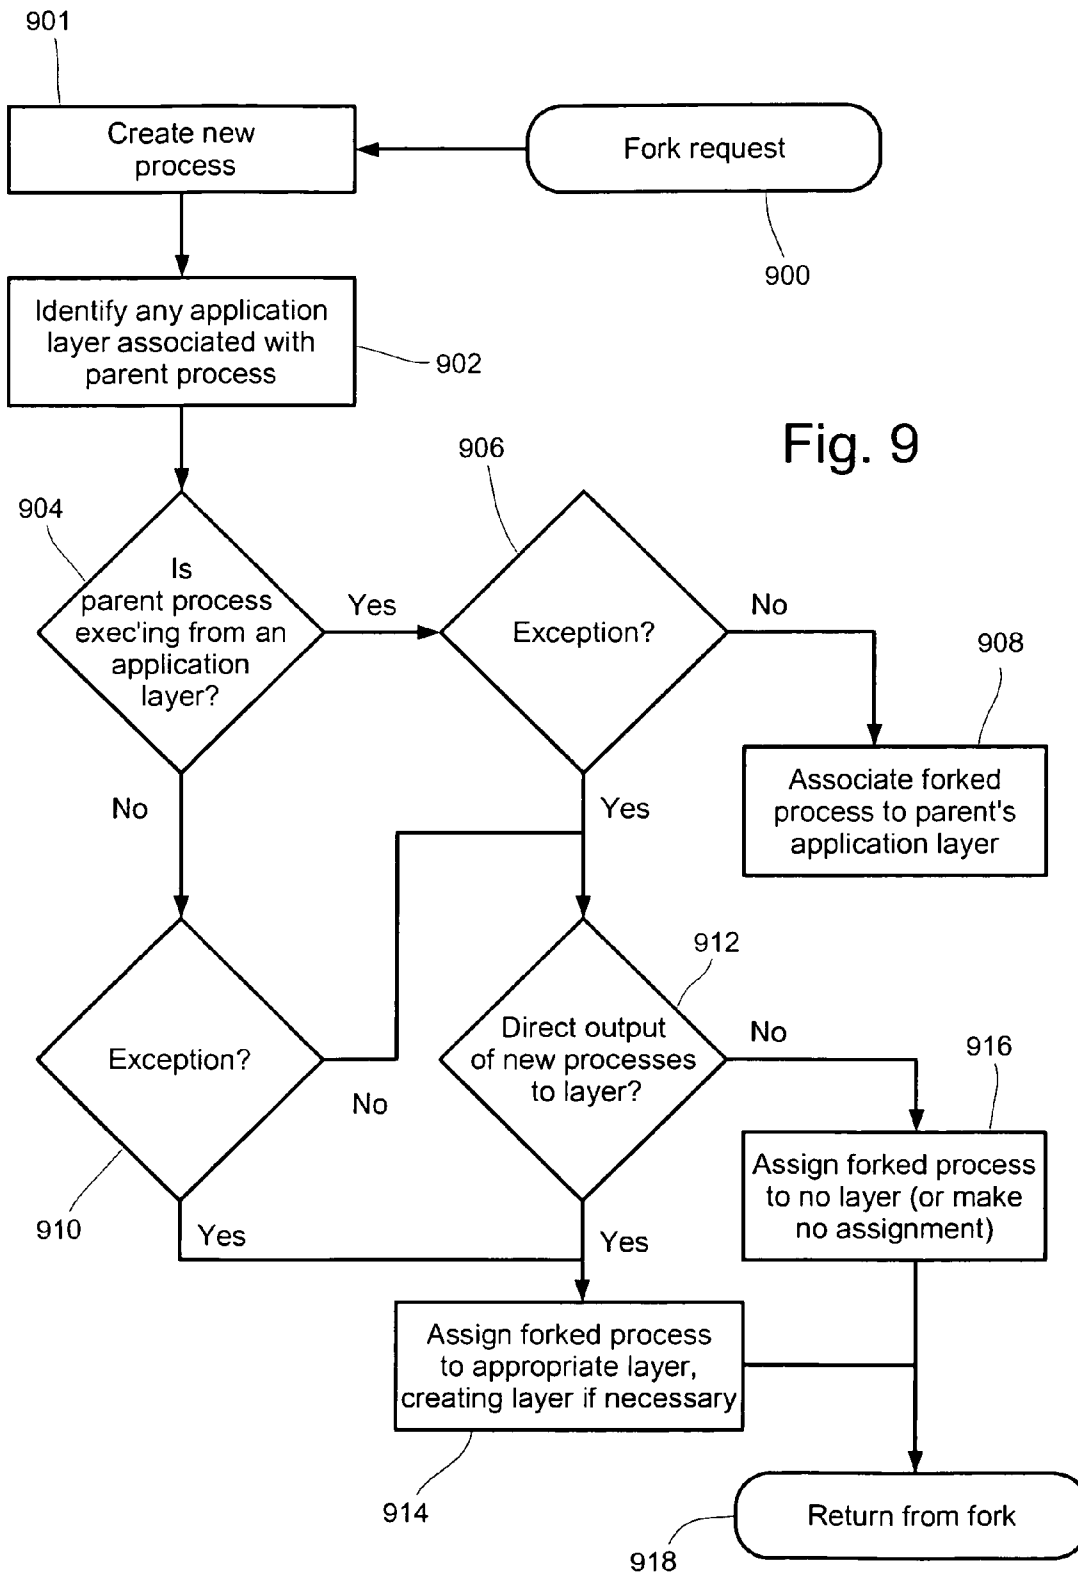 901
Create new
process
Fork request
900
Identify any application
layer associated with
parent process
902
Fig. 9
904
906
Is
parent process
exec'ing from an
application
layer?
Yes
Exception?
No
908
Associate forked
process to parent's
application layer
No
Yes
912
Exception?
No
910
Yes
Direct output
of new processes
to layer?
No
916
Yes
Assign forked process
to no layer (or make
no assignment)
Assign forked process
to appropriate layer,
creating layer if necessary
914
Return from fork
918